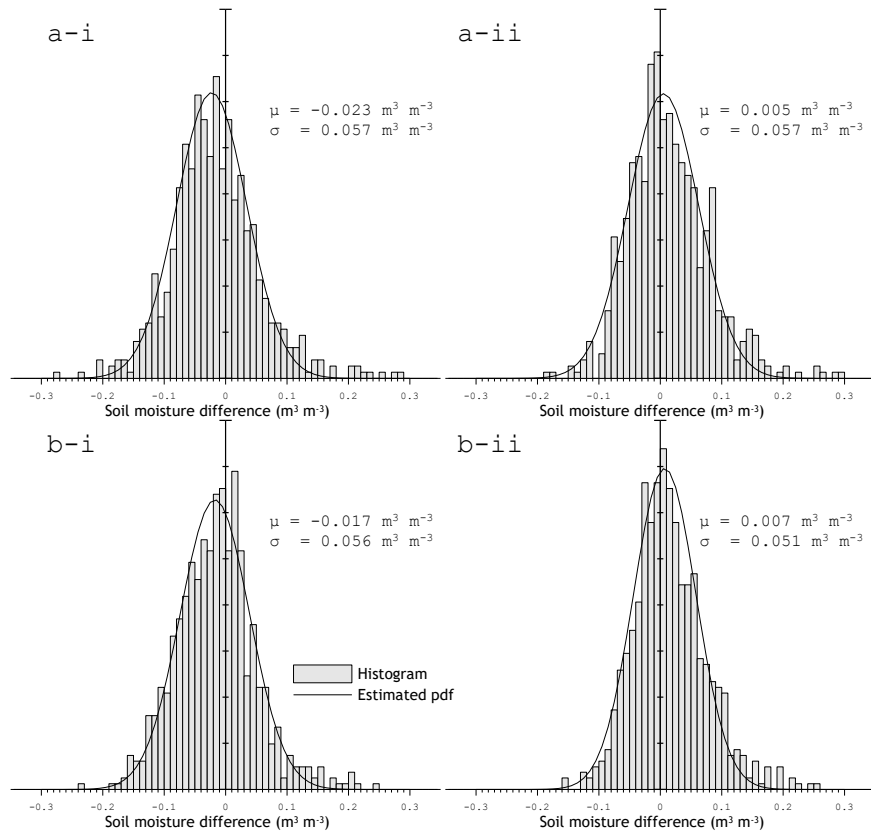 a-i
μ = -0.023 m³ m⁻³
σ = 0.057 m³ m⁻³
-0.3 -0.2 -0.1 0 0.1 0.2 0.3
Soil moisture difference (m³ m⁻³)
a-ii
μ = 0.005 m³ m⁻³
σ = 0.057 m³ m⁻³
-0.3 -0.2 -0.1 0 0.1 0.2 0.3
Soil moisture difference (m³ m⁻³)
b-i
μ = -0.017 m³ m⁻³
σ = 0.056 m³ m⁻³
Histogram
Estimated pdf
-0.3 -0.2 -0.1 0 0.1 0.2 0.3
Soil moisture difference (m³ m⁻³)
b-ii
μ = 0.007 m³ m⁻³
σ = 0.051 m³ m⁻³
-0.3 -0.2 -0.1 0 0.1 0.2 0.3
Soil moisture difference (m³ m⁻³)